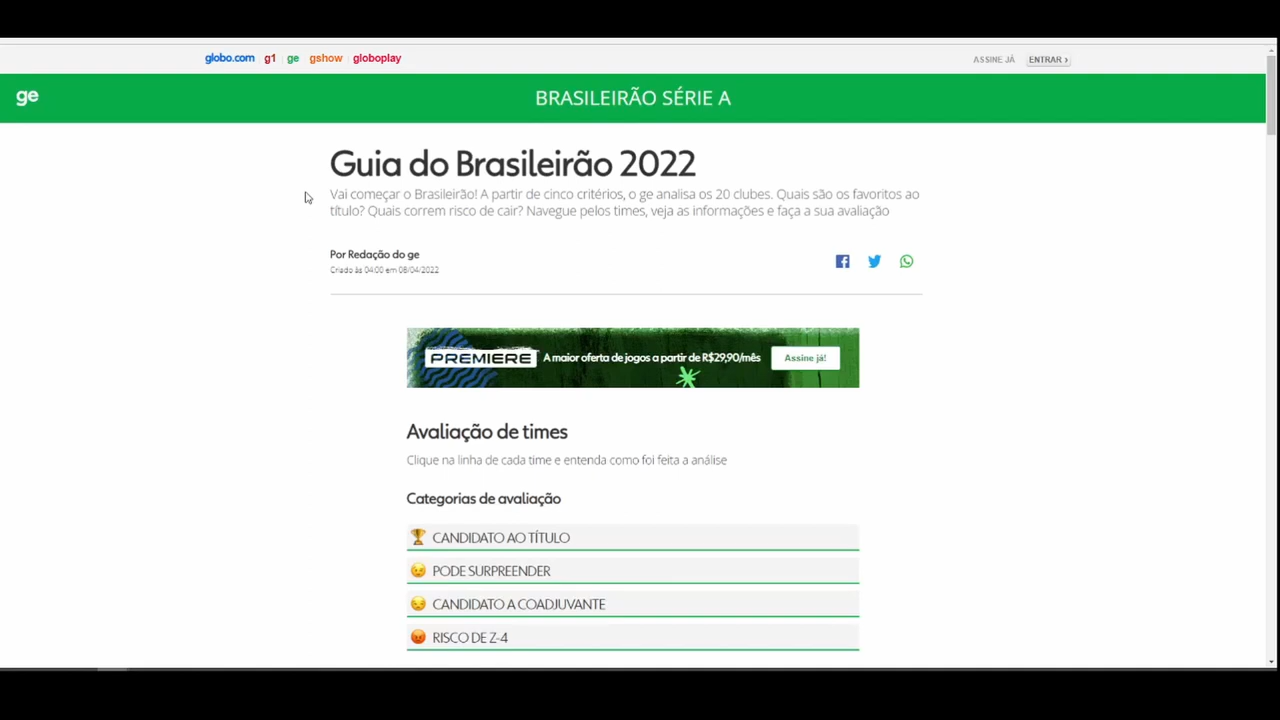 globo.com g1 ge gshow globoplay ASSINE JÁ ENTRAR ›
ge BRASILEIRÃO SÉRIE A
Guia do Brasileirão 2022
Vai começar o Brasileirão! A partir de cinco critérios, o ge analisa os 20 clubes. Quais são os favoritos ao
título? Quais correm risco de cair? Navegue pelos times, veja as informações e faça a sua avaliação
Por Redação do ge
Criado às 04:00 em 08/04/2022
PREMIERE A maior oferta de jogos a partir de R$29,90/mês Assine já!
Avaliação de times
Clique na linha de cada time e entenda como foi feita a análise
Categorias de avaliação
CANDIDATO AO TÍTULO
PODE SURPREENDER
CANDIDATO A COADJUVANTE
RISCO DE Z-4